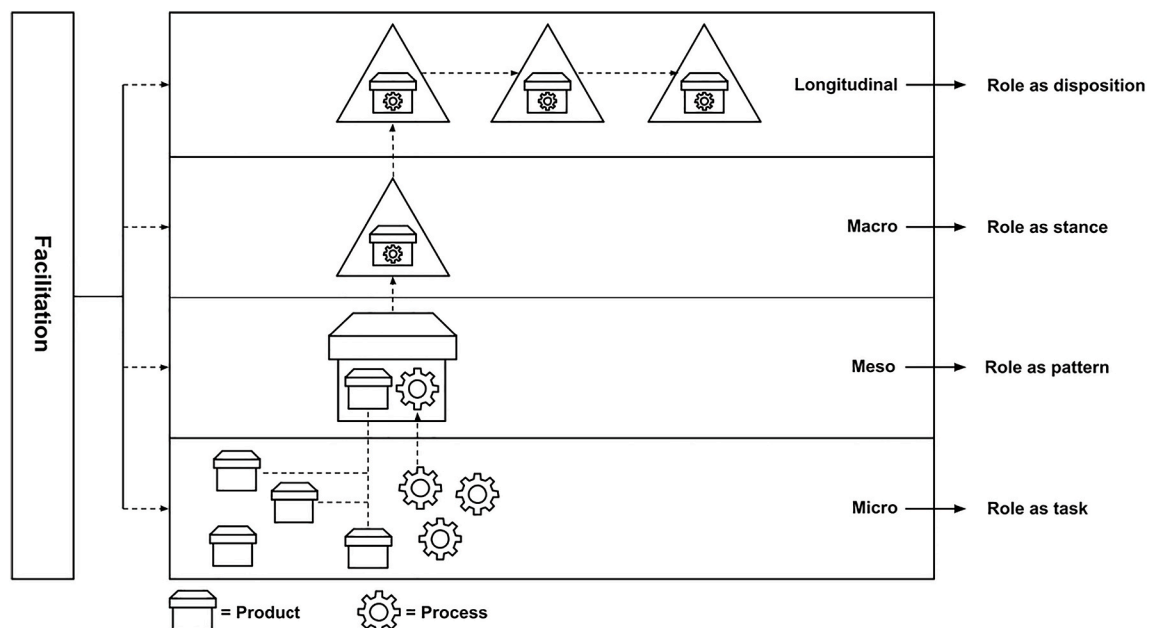 Facilitation
Longitudinal
Role as disposition
Macro
Role as stance
Meso
Role as pattern
Micro
Role as task
= Product
= Process